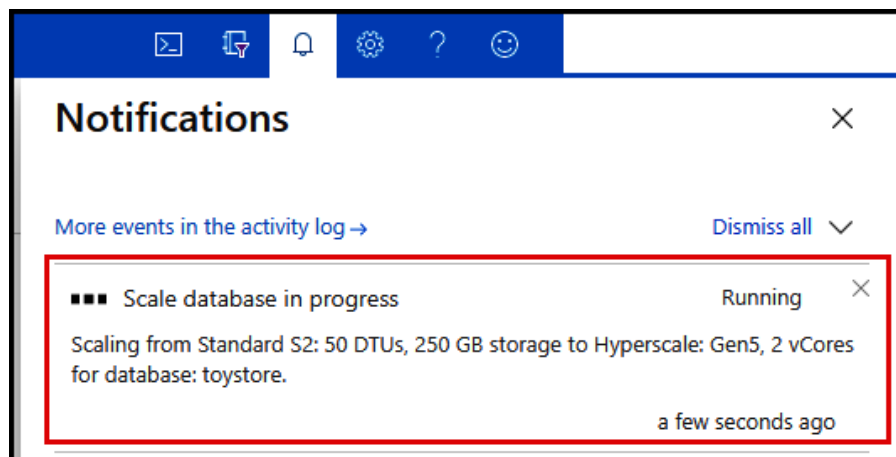 Notifications
More events in the activity log →
Dismiss all
Scale database in progress
Running
Scaling from Standard S2: 50 DTUs, 250 GB storage to Hyperscale: Gen5, 2 vCores
for database: toystore.
a few seconds ago